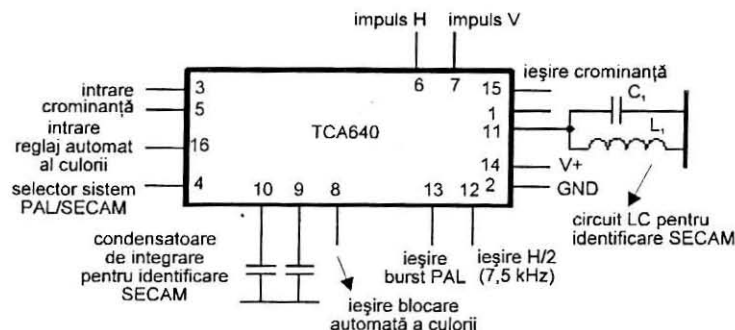 impuls H impuls V
6 7
ieşire crominanţă
3 15
intrare
crominanţă
5 1
C₁
intrare
reglaj automat
al culorii
16 TCA640 11
L₁
14 V+
selector sistem
PAL/SECAM
4 10 9 8 13 12 2 GND
circuit LC pentru
identificare SECAM
condensatoare
de integrare
pentru identificare
SECAM
ieşire
burst PAL
ieşire H/2
(7,5 kHz)
ieşire blocare
automată a culorii